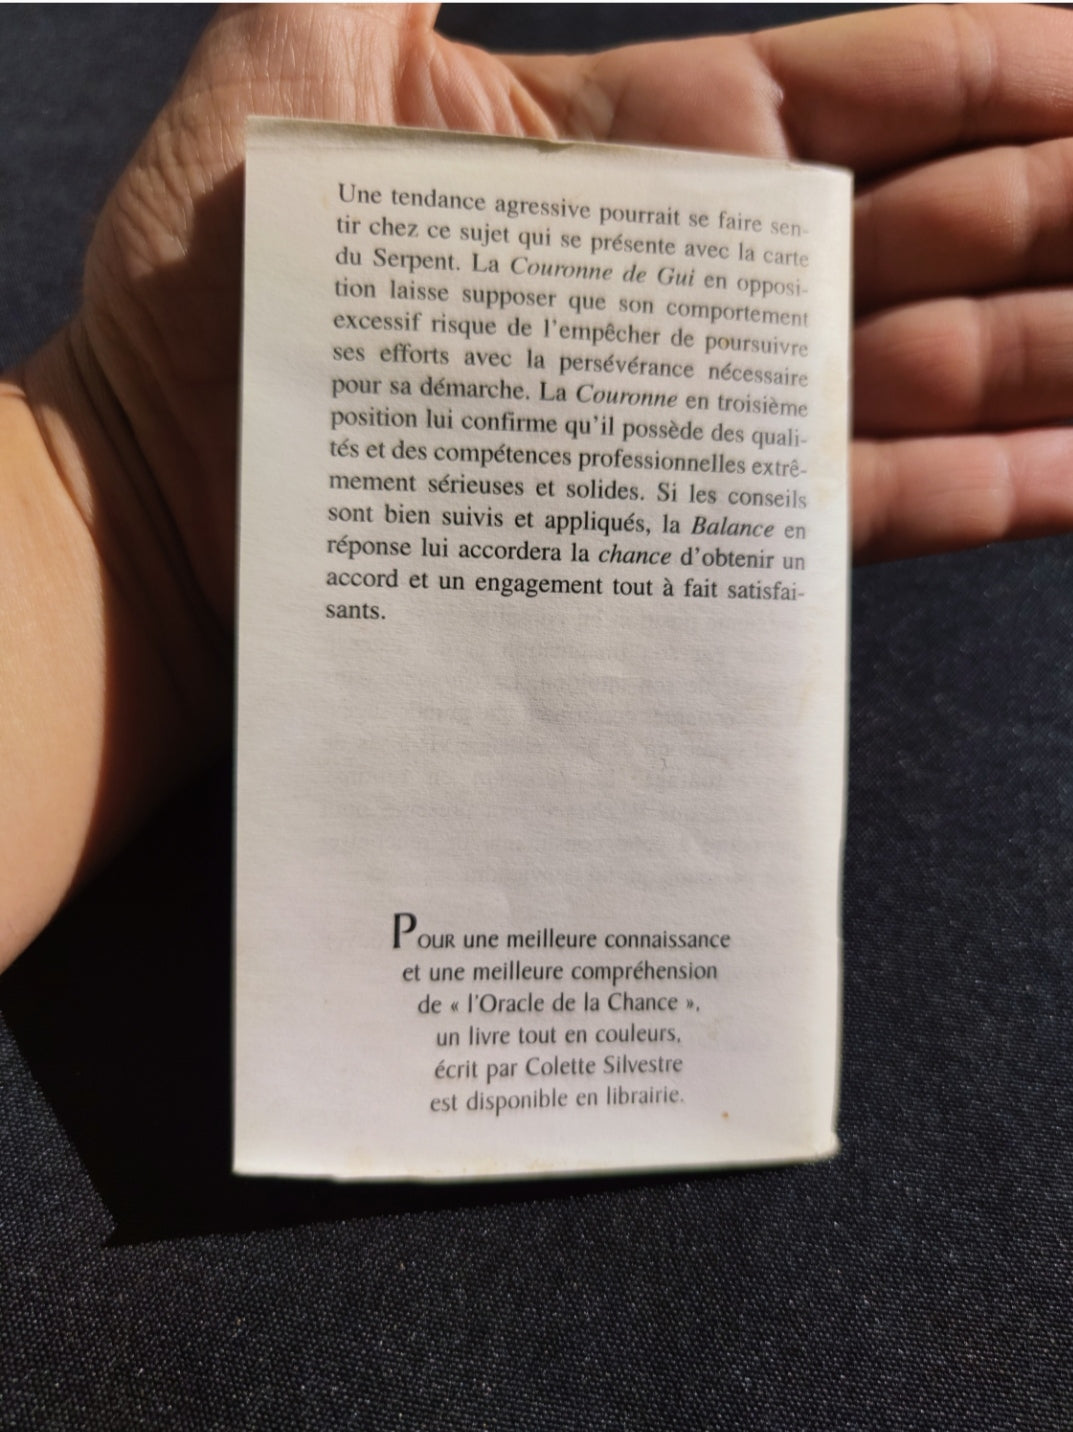 Une tendance agressive pourrait se faire sen-
tir chez ce sujet qui se présente avec la carte
du Serpent. La Couronne de Gui en opposi-
tion laisse supposer que son comportement
excessif risque de l'empêcher de poursuivre
ses efforts avec la persévérance nécessaire
pour sa démarche. La Couronne en troisième
position lui confirme qu'il possède des quali-
tés et des compétences professionnelles extrê-
mement sérieuses et solides. Si les conseils
sont bien suivis et appliqués, la Balance en
réponse lui accordera la chance d'obtenir un
accord et un engagement tout à fait satisfai-
sants.
POUR une meilleure connaissance
et une meilleure compréhension
de « l'Oracle de la Chance »,
un livre tout en couleurs,
écrit par Colette Silvestre
est disponible en librairie.